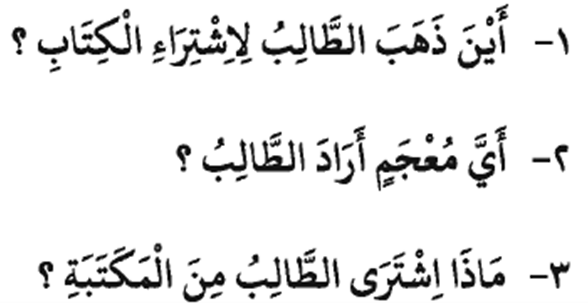 ١- أَيْنَ ذَهَبَ الطَّالِبُ لِاِشْتِرَاءِ الْكِتَابِ ؟
٢- أَيَّ مُعْجَمٍ أَرَادَ الطَّالِبُ ؟
٣- مَاذَا اِشْتَرَى الطَّالِبُ مِنَ الْمَكَتَبَةِ ؟